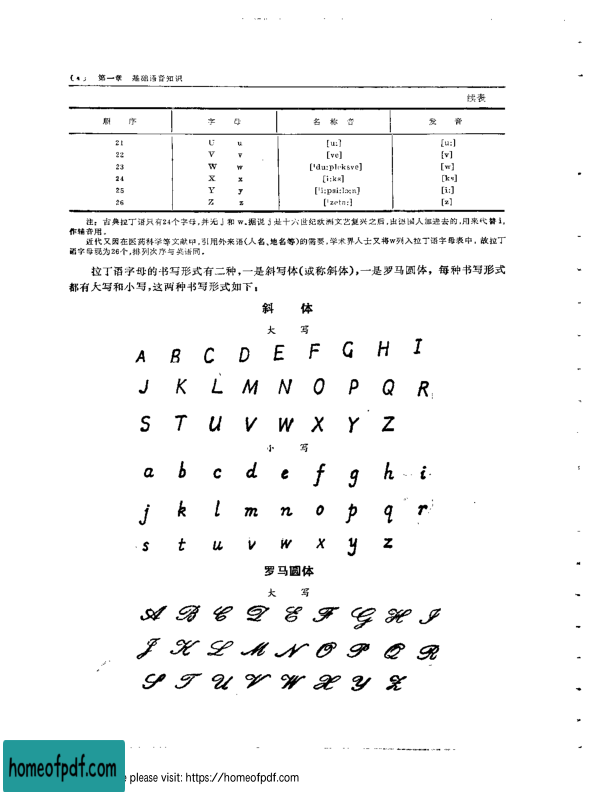 第一章 基础语音知识
续表
顺 序 字 母 名 称 音 发 音
21 U u [u:] [u:]
22 V v [ve] [v]
23 W w [w]
24 X x [i:ks] [ks]
25 Y y [i:]
26 Z z [z]
注：古典拉丁语只有24个字母，并无 j 和 w。据说 j 是十六世纪欧洲文艺复兴之后，由德国人加进去的，用来代替 i，
作辅音用。
近代又因在医药科学等文献中，引用外来语（人名、地名等）的需要，学术界人士又将w列入拉丁语字母表中，故拉丁
语字母现为26个，排列次序与英语同。
拉丁语字母的书写形式有二种，一是斜写体（或称斜体），一是罗马圆体，每种书写形式
都有大写和小写，这两种书写形式如下：
斜 体
大 写
A B C D E F G H I
J K L M N O P Q R
S T U V W X Y Z
小 写
a b c d e f g h i
j k l m n o p q r
s t u v w x y z
罗马圆体
大 写
A B C D E F G H I
J K L M N O P Q R
S T U V W X Y Z
homeofpdf.com
please visit: https://homeofpdf.com